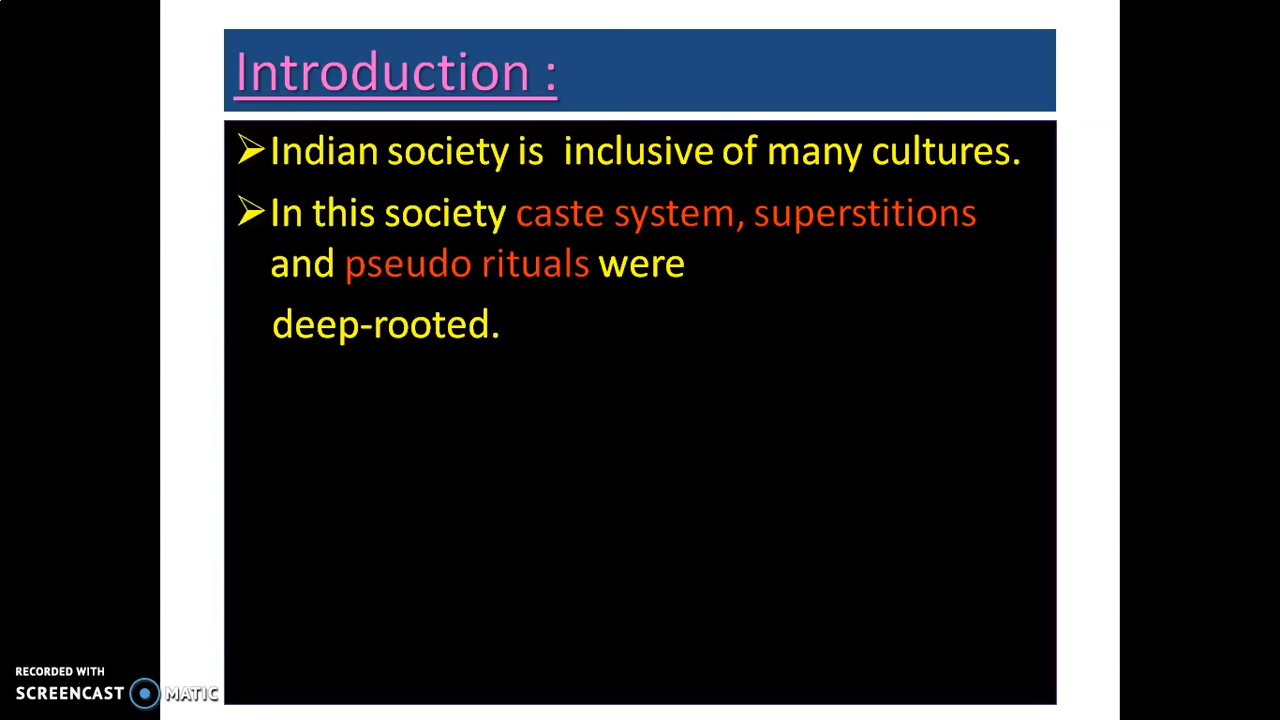 Introduction :
➢Indian society is  inclusive of many cultures.
➢In this society caste system, superstitions
and pseudo rituals were
deep-rooted.
RECORDED WITH
SCREENCAST MATIC